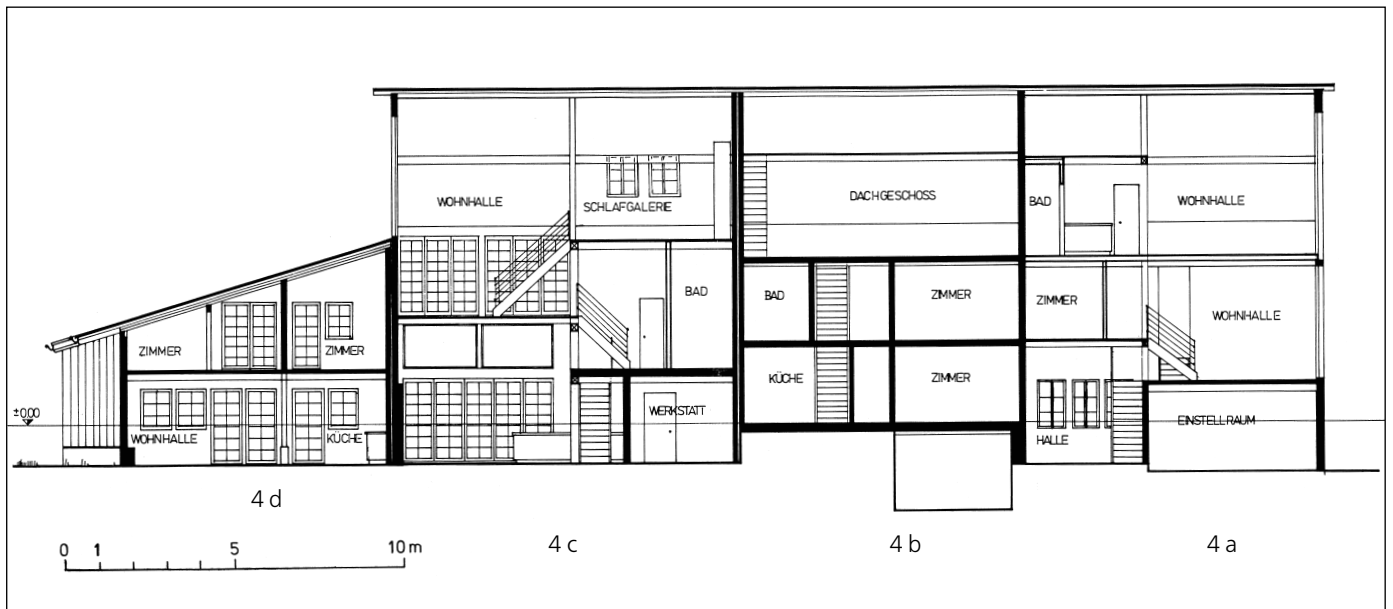 WOHNHALLE
SCHLAFGALERIE
DACHGESCHOSS
BAD
WOHNHALLE
BAD
BAD
ZIMMER
ZIMMER
WOHNHALLE
ZIMMER
ZIMMER
KÜCHE
ZIMMER
±0.00
WOHNHALLE
KÜCHE
WERKSTATT
HALLE
EINSTELLRAUM
4 d
4 c
4 b
4 a
0 1 5 10 m